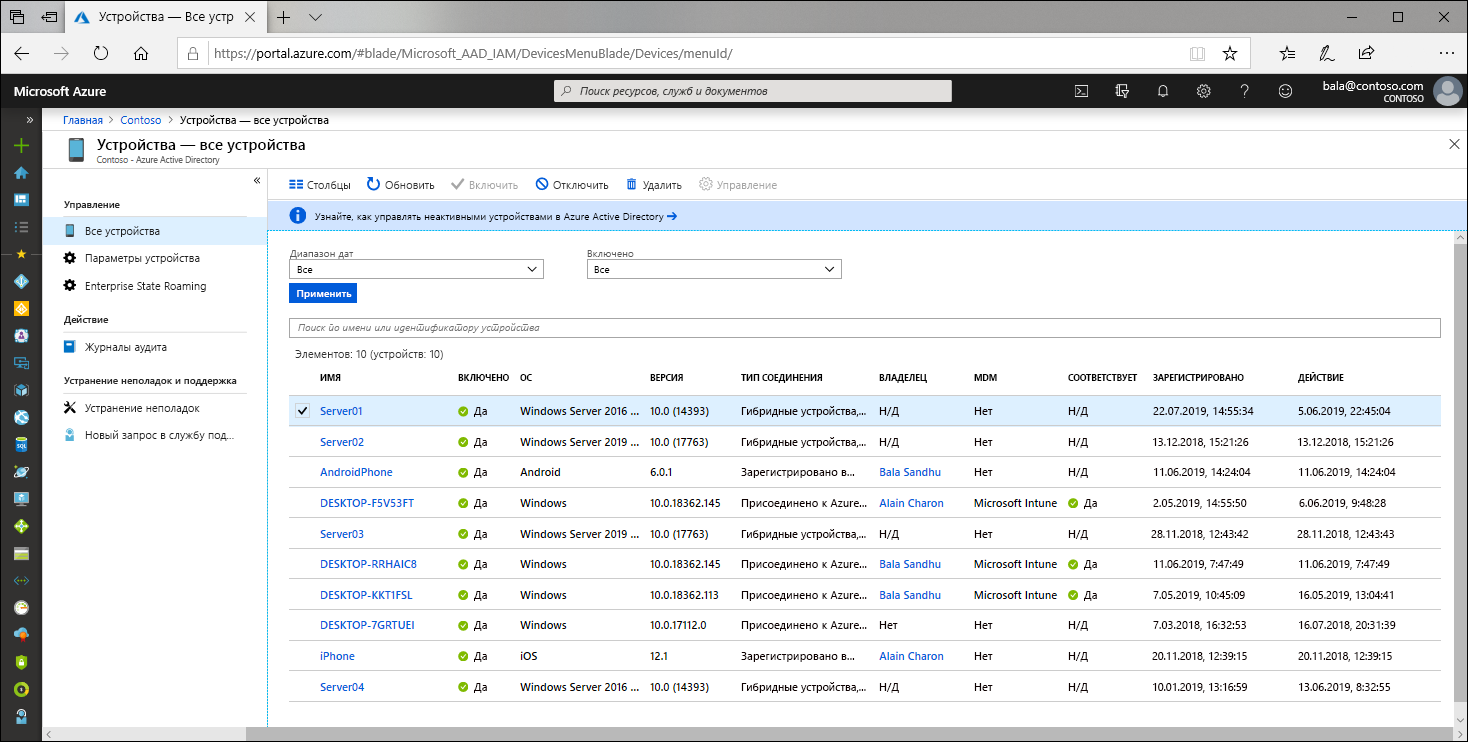 Устройства — Все устр
https://portal.azure.com/#blade/Microsoft_AAD_IAM/DevicesMenuBlade/Devices/menuId/
Microsoft Azure
Поиск ресурсов, служб и документов
bala@contoso.com
CONTOSO
Главная > Contoso > Устройства — все устройства
Устройства — все устройства
Contoso - Azure Active Directory
Управление
Все устройства
Параметры устройства
Enterprise State Roaming
Действие
Журналы аудита
Устранение неполадок и поддержка
Устранение неполадок
Новый запрос в службу под...
Столбцы Обновить Включить Отключить Удалить Управление
Узнайте, как управлять неактивными устройствами в Azure Active Directory →
Диапазон дат Включено
Все Все
Применить
Поиск по имени или идентификатору устройства
Элементов: 10 (устройств: 10)
ИМЯ ВКЛЮЧЕНО ОС ВЕРСИЯ ТИП СОЕДИНЕНИЯ ВЛАДЕЛЕЦ MDM СООТВЕТСТВУЕТ ЗАРЕГИСТРИРОВАНО ДЕЙСТВИЕ
Server01 Да Windows Server 2016 ... 10.0 (14393) Гибридные устройства,... Н/Д Нет Н/Д 22.07.2019, 14:55:34 5.06.2019, 22:45:04
Server02 Да Windows Server 2019 ... 10.0 (17763) Гибридные устройства,... Н/Д Нет Н/Д 13.12.2018, 15:21:26 13.12.2018, 15:21:26
AndroidPhone Да Android 6.0.1 Зарегистрировано в... Bala Sandhu Нет Н/Д 11.06.2019, 14:24:04 11.06.2019, 14:24:04
DESKTOP-F5V53FT Да Windows 10.0.18362.145 Присоединено к Azure... Alain Charon Microsoft Intune Да 2.05.2019, 14:55:50 6.06.2019, 9:48:28
Server03 Да Windows Server 2019 ... 10.0 (17763) Гибридные устройства,... Н/Д Нет Н/Д 28.11.2018, 12:43:42 28.11.2018, 12:43:43
DESKTOP-RRHAIC8 Да Windows 10.0.18362.145 Присоединено к Azure... Bala Sandhu Microsoft Intune Да 11.06.2019, 7:47:49 11.06.2019, 7:47:49
DESKTOP-KKT1FSL Да Windows 10.0.18362.113 Присоединено к Azure... Bala Sandhu Microsoft Intune Да 7.05.2019, 10:45:09 16.05.2019, 13:04:41
DESKTOP-7GRTUEI Да Windows 10.0.17112.0 Присоединено к Azure... Нет Нет Н/Д 7.03.2018, 16:32:53 16.07.2018, 20:31:39
iPhone Да iOS 12.1 Зарегистрировано в... Alain Charon Нет Н/Д 20.11.2018, 12:39:15 20.11.2018, 12:39:15
Server04 Да Windows Server 2016 ... 10.0 (14393) Гибридные устройства,... Н/Д Нет Н/Д 10.01.2019, 13:16:59 13.06.2019, 8:32:55